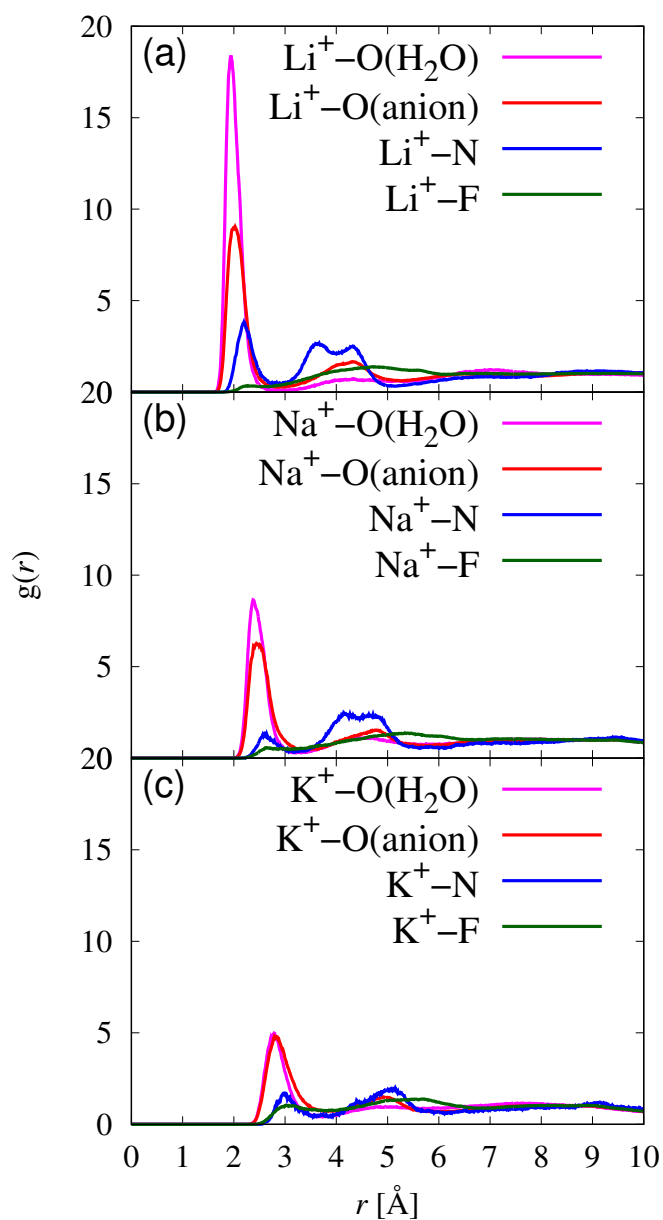 20
(a)
Li⁺–O(H₂O)
Li⁺–O(anion)
Li⁺–N
Li⁺–F
15
10
5
20
(b)
Na⁺–O(H₂O)
Na⁺–O(anion)
Na⁺–N
Na⁺–F
15
10
5
g(r)
20
(c)
K⁺–O(H₂O)
K⁺–O(anion)
K⁺–N
K⁺–F
15
10
5
0
0 1 2 3 4 5 6 7 8 9 10
r [Å]